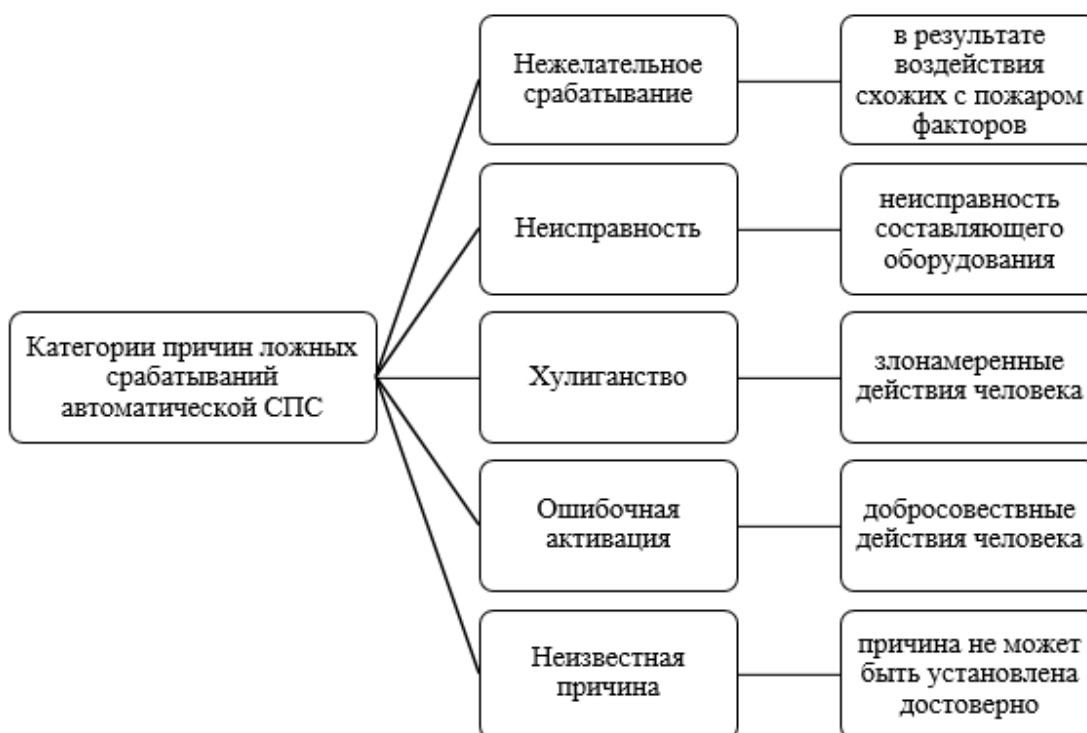 Категории причин ложных
срабатываний
автоматической СПС
Нежелательное
срабатывание
в результате
воздействия
схожих с пожаром
факторов
Неисправность
неисправность
составляющего
оборудования
Хулиганство
злонамеренные
действия человека
Ошибочная
активация
добросовествные
действия человека
Неизвестная
причина
причина не может
быть установлена
достоверно